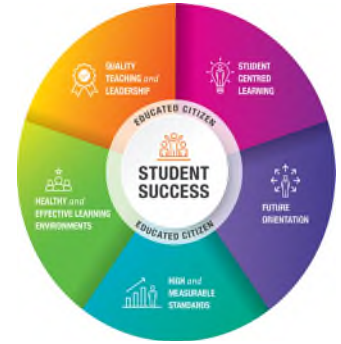 QUALITY
TEACHING and
LEADERSHIP
STUDENT
CENTRED
LEARNING
EDUCATED CITIZEN
STUDENT
SUCCESS
EDUCATED CITIZEN
HEALTHY and
EFFECTIVE LEARNING
ENVIRONMENTS
FUTURE
ORIENTATION
HIGH and
MEASURABLE
STANDARDS